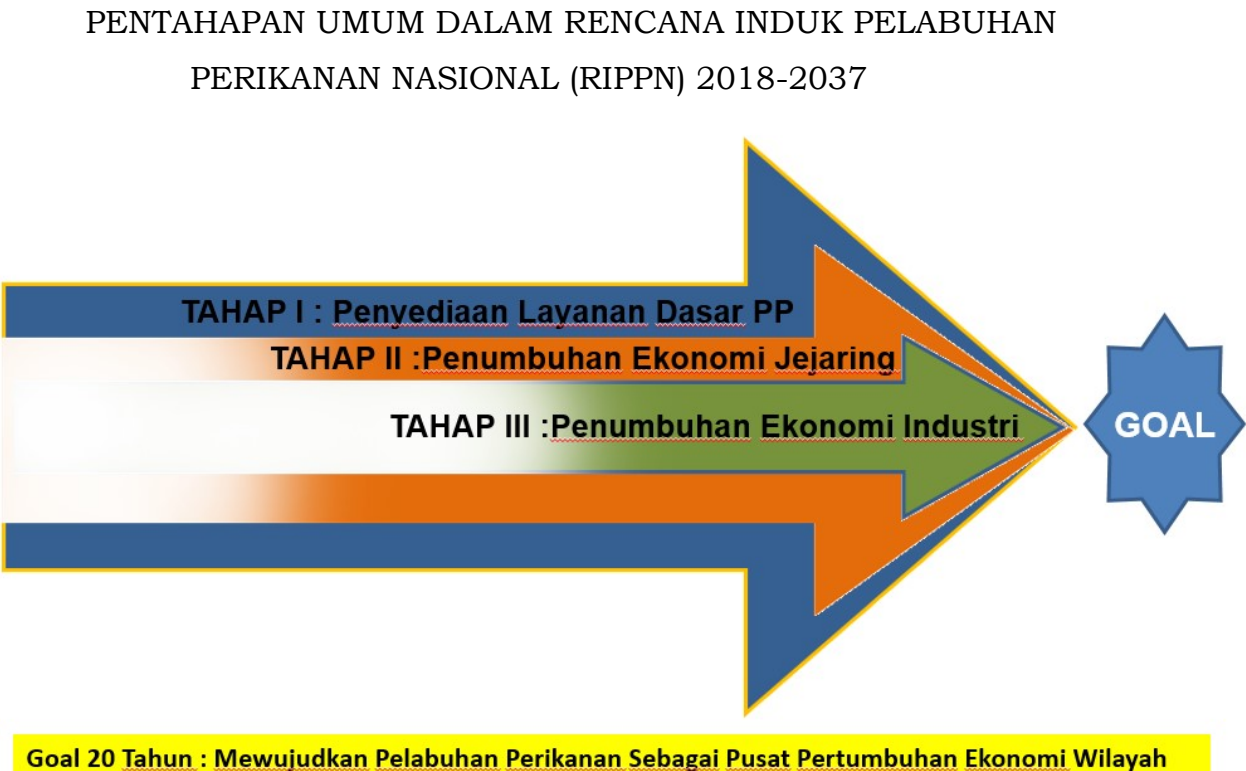 PENTAHAPAN UMUM DALAM RENCANA INDUK PELABUHAN
PERIKANAN NASIONAL (RIPPN) 2018-2037
TAHAP I : Penyediaan Layanan Dasar PP
TAHAP II :Penumbuhan Ekonomi Jejaring
TAHAP III :Penumbuhan Ekonomi Industri
GOAL
Goal 20 Tahun : Mewujudkan Pelabuhan Perikanan Sebagai Pusat Pertumbuhan Ekonomi Wilayah